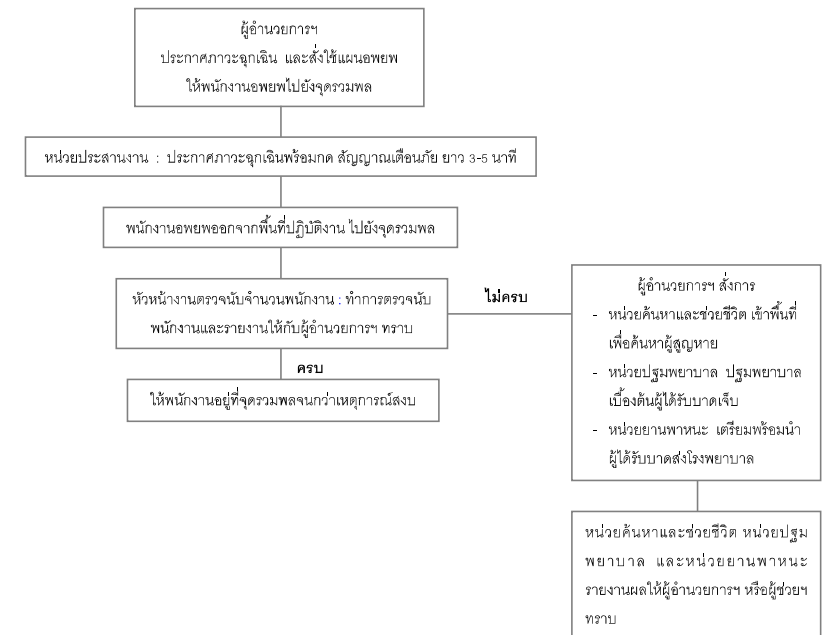 ผู้อำนวยการฯ
ประกาศภาวะฉุกเฉิน และสั่งใช้แผนอพยพ
ให้พนักงานอพยพไปยังจุดรวมพล
หน่วยประสานงาน : ประกาศภาวะฉุกเฉินพร้อมกด สัญญาณเตือนภัย ยาว 3-5 นาที
พนักงานอพยพออกจากพื้นที่ปฏิบัติงาน ไปยังจุดรวมพล
หัวหน้างานตรวจนับจำนวนพนักงาน : ทำการตรวจนับ
พนักงานและรายงานให้กับผู้อำนวยการฯ ทราบ
ครบ
ให้พนักงานอยู่ที่จุดรวมพลจนกว่าเหตุการณ์สงบ
ไม่ครบ
ผู้อำนวยการฯ สั่งการ
- หน่วยค้นหาและช่วยชีวิต เข้าพื้นที่
เพื่อค้นหาผู้สูญหาย
- หน่วยปฐมพยาบาล ปฐมพยาบาล
เบื้องต้นผู้ได้รับบาดเจ็บ
- หน่วยยานพาหนะ เตรียมพร้อมนำ
ผู้ได้รับบาดส่งโรงพยาบาล
หน่วยค้นหาและช่วยชีวิต หน่วยปฐม
พยาบาล และหน่วยยานพาหนะ
รายงานผลให้ผู้อำนวยการฯ หรือผู้ช่วยฯ
ทราบ